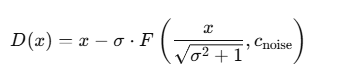 D(x) = x − σ · F ( x / √(σ² + 1) , c_noise )